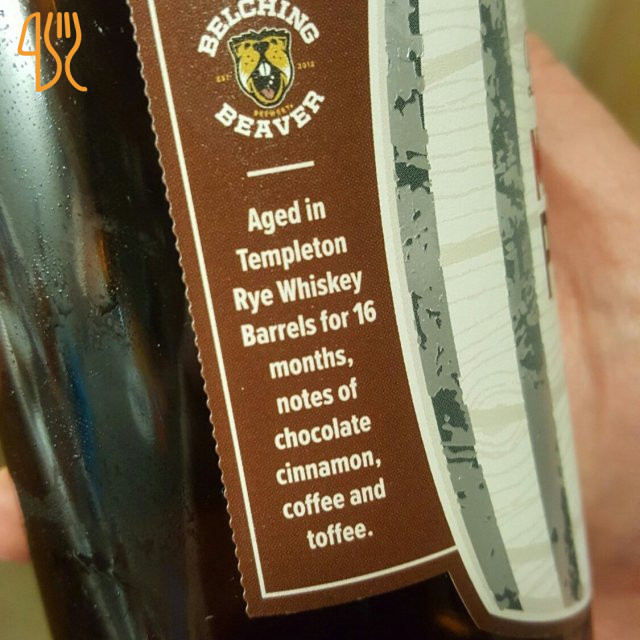 BELCHING
EST. 2012
BREWERY
BEAVER
Aged in
Templeton
Rye Whiskey
Barrels for 16
months,
notes of
chocolate
cinnamon,
coffee and
toffee.